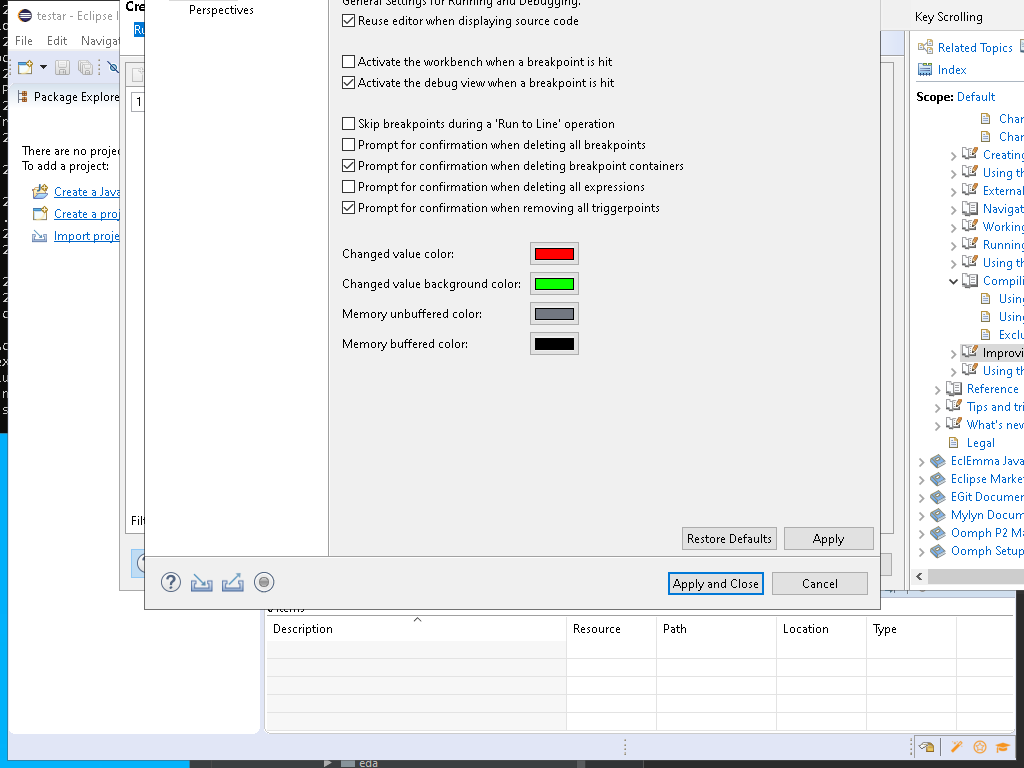 testar - Eclipse I
Cre
Perspectives
General Settings for Running and Debugging.
Key Scrolling
File Edit Navigat
Reuse editor when displaying source code
Related Topics
Activate the workbench when a breakpoint is hit
Index
Activate the debug view when a breakpoint is hit
Package Explore
1
Scope: Default
Skip breakpoints during a 'Run to Line' operation
Prompt for confirmation when deleting all breakpoints
Prompt for confirmation when deleting breakpoint containers
Prompt for confirmation when deleting all expressions
Prompt for confirmation when removing all triggerpoints
There are no projec
To add a project:
Create a Java
Create a proj
Import proje
Changed value color:
Changed value background color:
Memory unbuffered color:
Memory buffered color:
Char
Char
Creating
Using th
External
Navigat
Working
Running
Using th
Compili
Using
Using
Exclu
Improvi
Using th
Reference
Tips and tri
What's new
Legal
EclEmma Java
Eclipse Marke
EGit Documen
Mylyn Docum
Oomph P2 Ma
Oomph Setup
Filt
Restore Defaults
Apply
Apply and Close
Cancel
0 items
Description Resource Path Location Type
eda